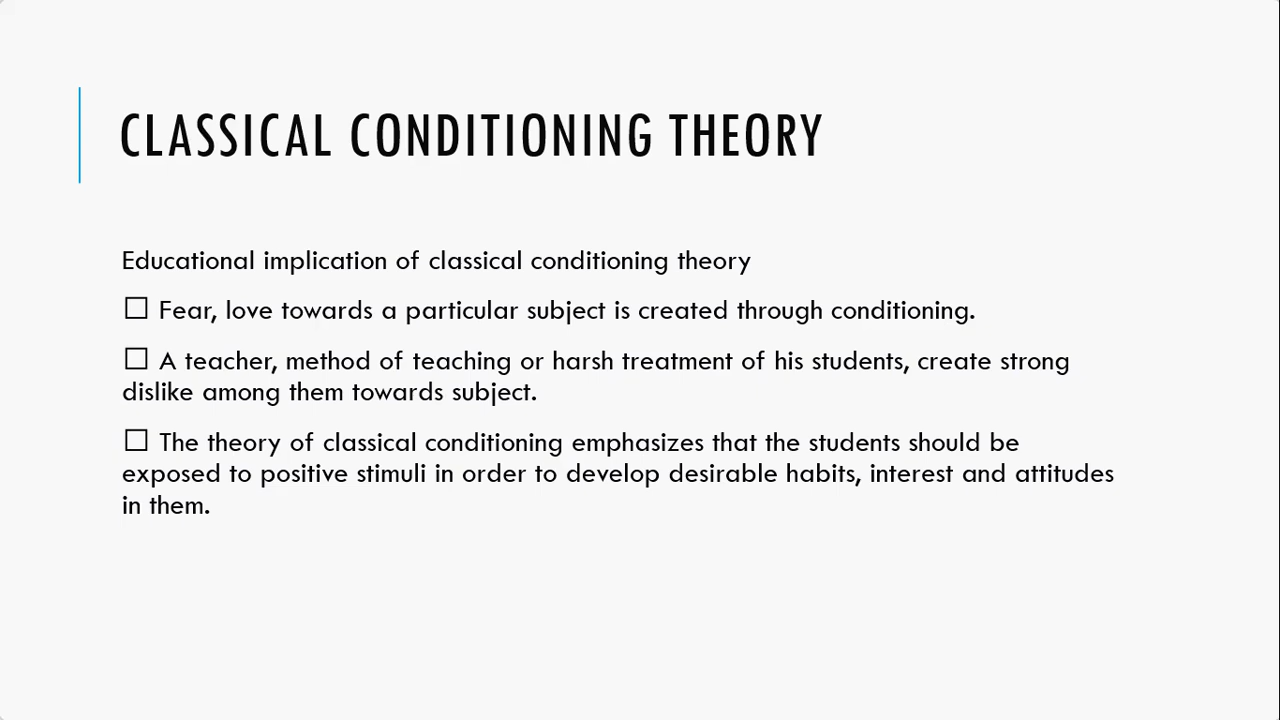 CLASSICAL CONDITIONING THEORY
Educational implication of classical conditioning theory
☐ Fear, love towards a particular subject is created through conditioning.
☐ A teacher, method of teaching or harsh treatment of his students, create strong
dislike among them towards subject.
☐ The theory of classical conditioning emphasizes that the students should be
exposed to positive stimuli in order to develop desirable habits, interest and attitudes
in them.